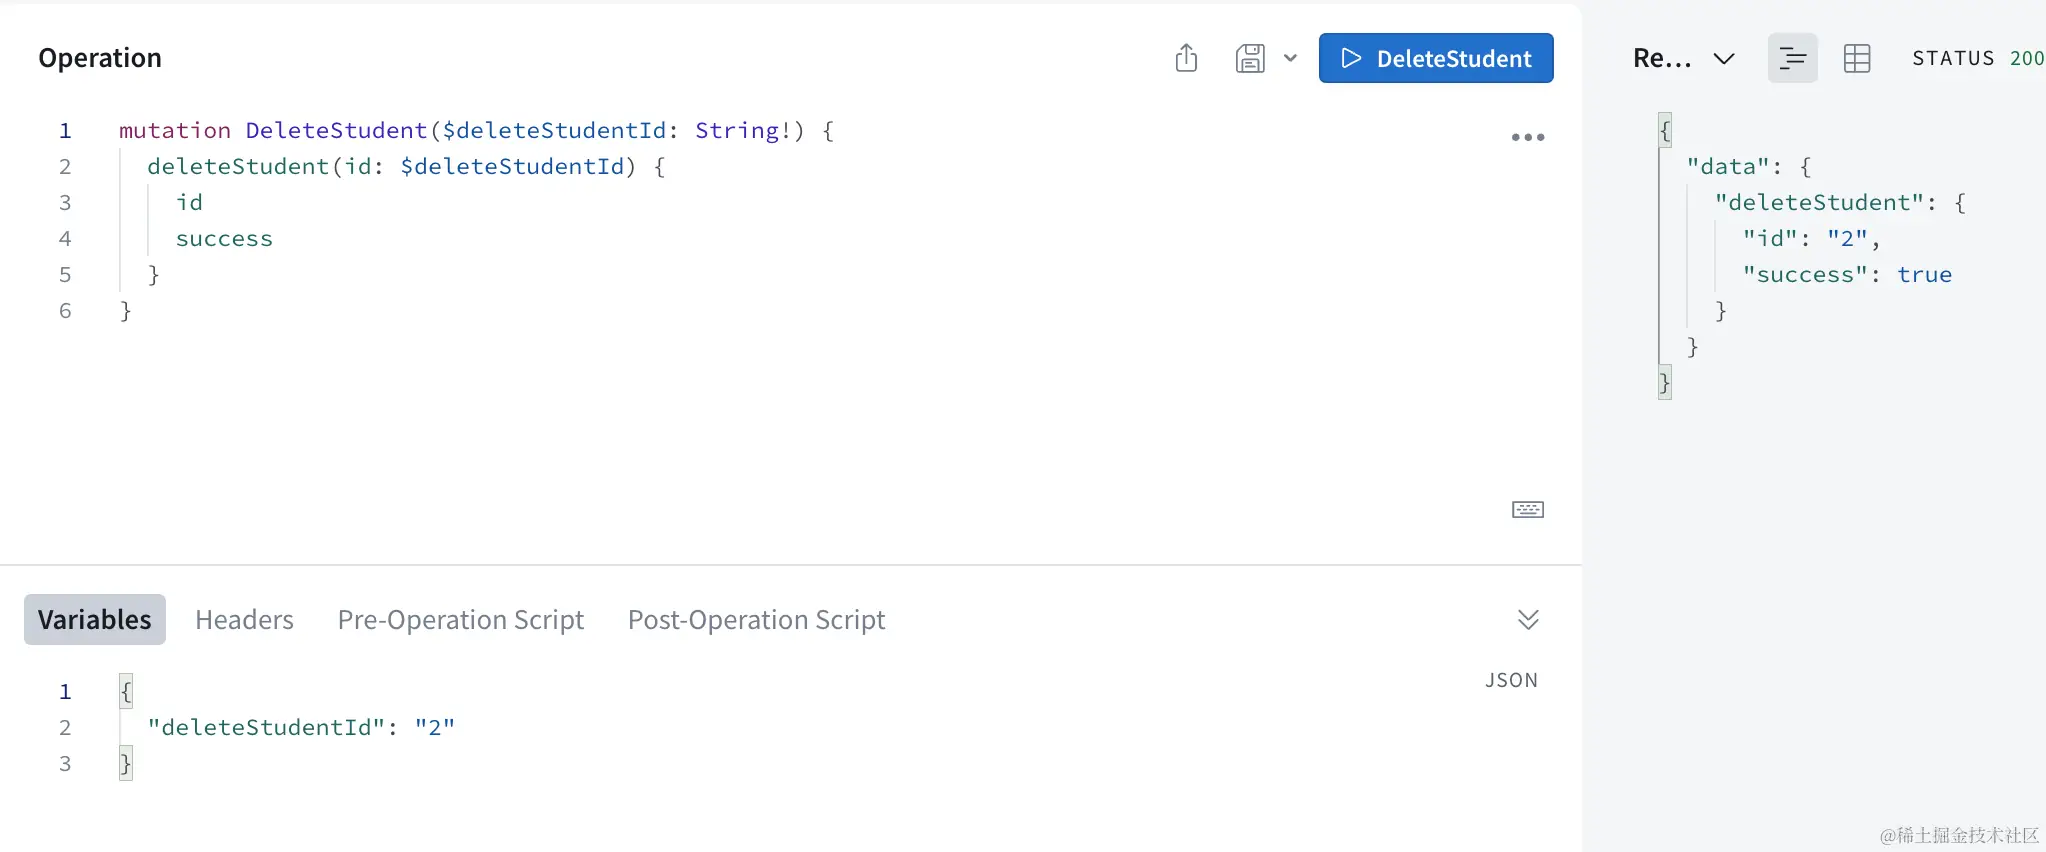 Operation
DeleteStudent
1 mutation DeleteStudent($deleteStudentId: String!) {
2 deleteStudent(id: $deleteStudentId) {
3 id
4 success
5 }
6 }
Variables Headers Pre-Operation Script Post-Operation Script
JSON
1 {
2 "deleteStudentId": "2"
3 }
Re... STATUS 200
{
"data": {
"deleteStudent": {
"id": "2",
"success": true
}
}
}
@稀土掘金技术社区